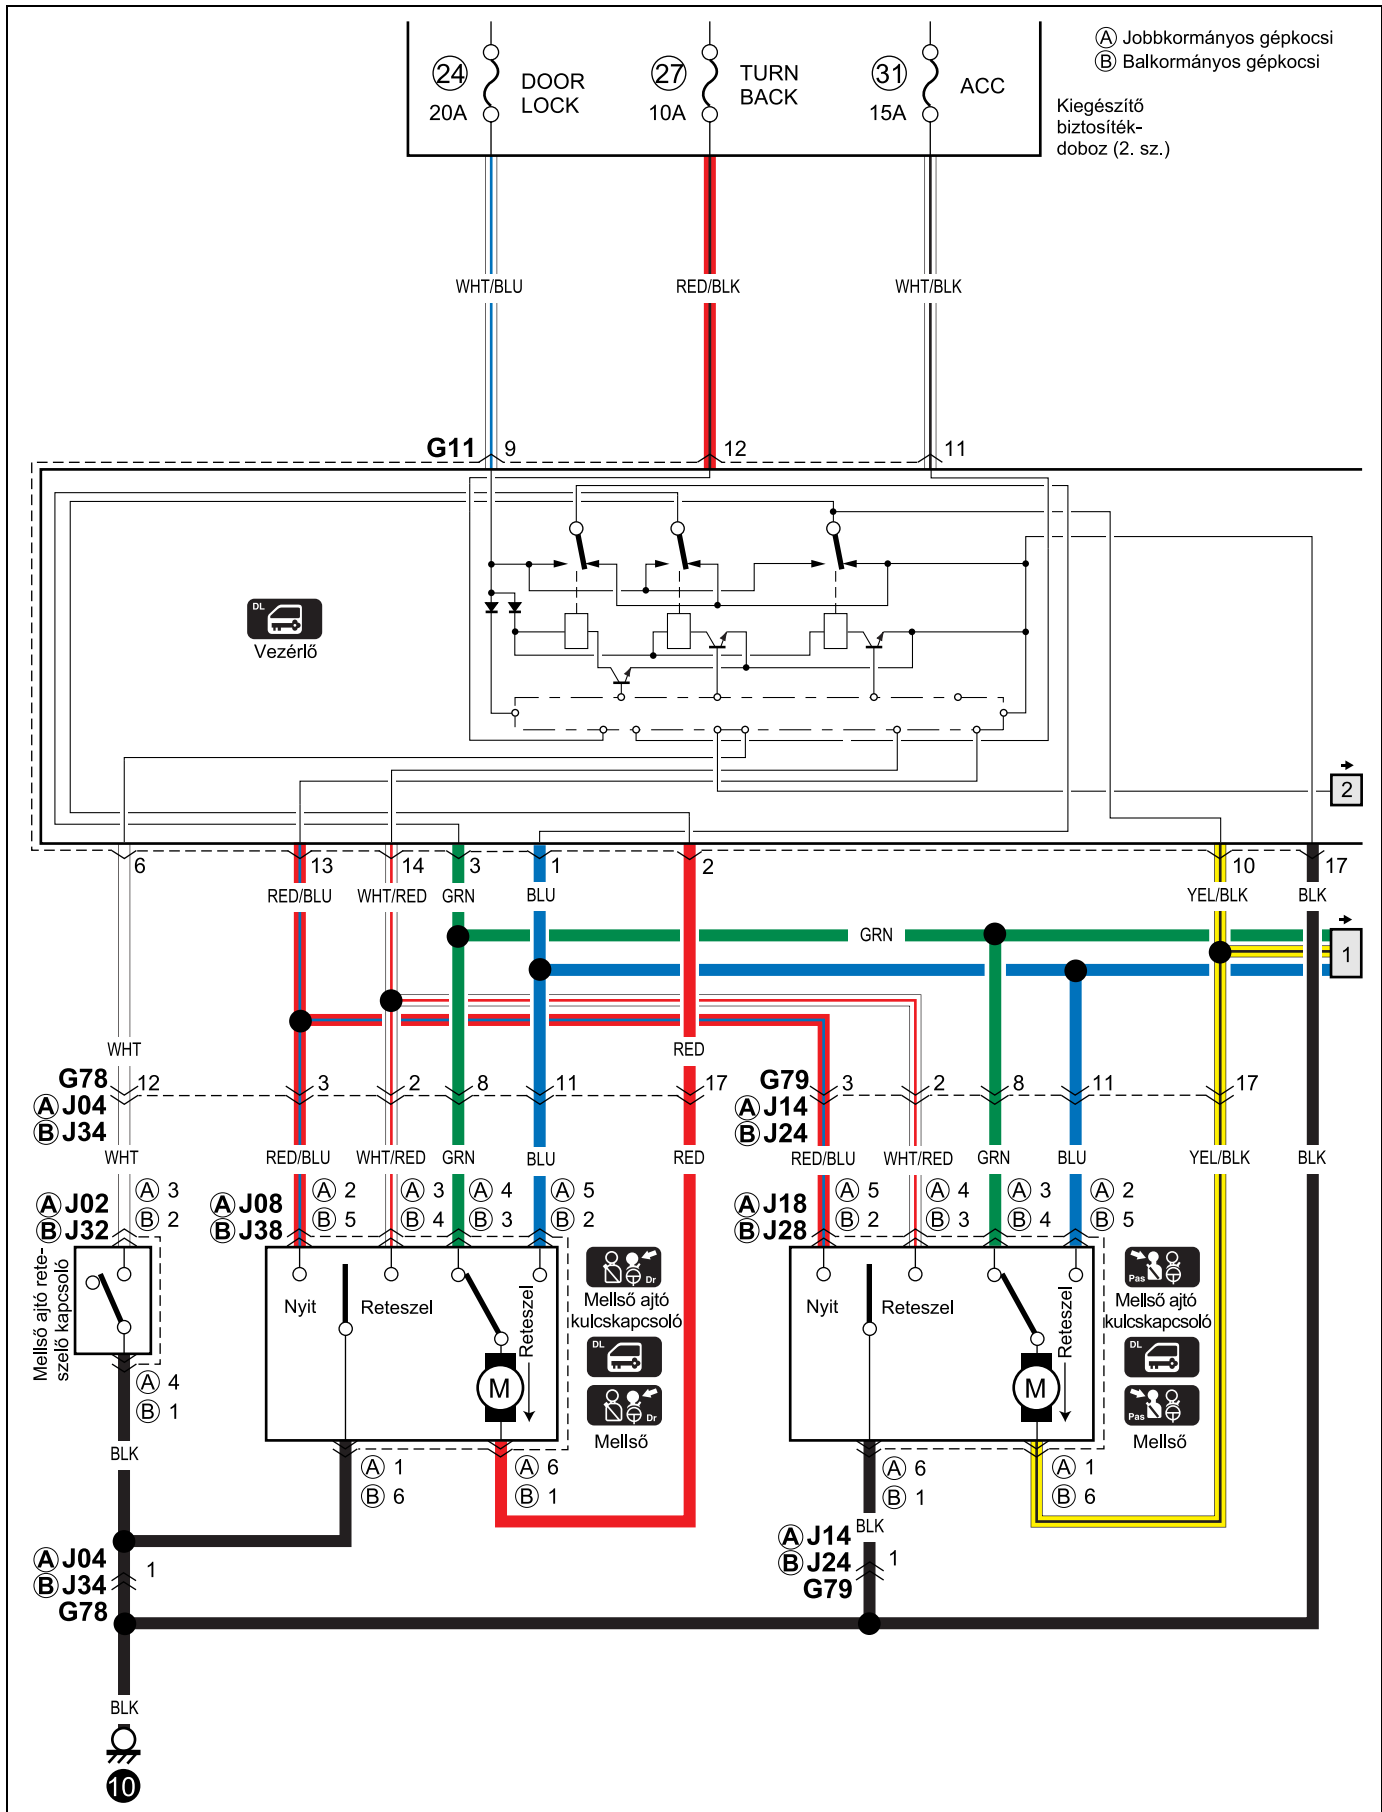 Ⓐ Jobbkormányos gépkocsi
Ⓑ Balkormányos gépkocsi
24 DOOR LOCK
20A
27 TURN BACK
10A
31 ACC
15A
Kiegészítő
biztosíték-
doboz (2. sz.)
WHT/BLU RED/BLK WHT/BLK
G11 9 12 11
DL
Vezérlő
2
6 13 14 3 1 2 10 17
RED/BLU WHT/RED GRN BLU YEL/BLK BLK
GRN
1
WHT RED
G78 12 3 2 8 11 17 G79 3 2 8 11 17
Ⓐ J04 Ⓐ J14
Ⓑ J34 Ⓑ J24
WHT RED/BLU WHT/RED GRN BLU RED RED/BLU WHT/RED GRN BLU YEL/BLK BLK
Ⓐ J02 Ⓐ 3 Ⓐ J08 Ⓐ 2 Ⓐ 3 Ⓐ 4 Ⓐ 5 Ⓐ J18 Ⓐ 5 Ⓐ 4 Ⓐ 3 Ⓐ 2
Ⓑ J32 Ⓑ 2 Ⓑ J38 Ⓑ 5 Ⓑ 4 Ⓑ 3 Ⓑ 2 Ⓑ J28 Ⓑ 2 Ⓑ 3 Ⓑ 4 Ⓑ 5
Mellső ajtó rete-
szelő kapcsoló
Nyit Reteszel Reteszel
M
Dr
Mellső ajtó
kulcskapcsoló
DL
Dr
Mellső
Nyit Reteszel Reteszel
M
Pas
Mellső ajtó
kulcskapcsoló
DL
Pas
Mellső
Ⓐ 4
Ⓑ 1
BLK
Ⓐ 1 Ⓐ 6 Ⓐ 6 Ⓐ 1
Ⓑ 6 Ⓑ 1 Ⓑ 1 Ⓑ 6
BLK
Ⓐ J14
Ⓑ J24 1
G79
Ⓐ J04
Ⓑ J34 1
G78
BLK
10